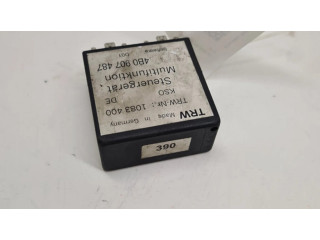 TRW Made in Germany
TRW-Nr.: 1083 400
KSO DE
Steuergerät
Multifunktion
4B0 907 487
390